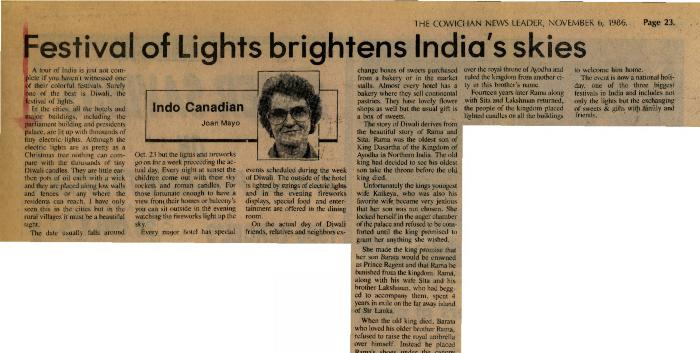 THE COWICHAN NEWS LEADER, NOVEMBER 6, 1986. Page 23.
Festival of Lights brightens India's skies
Indo Canadian
Joan Mayo
A tour of India is just not com-
plete if you haven't witnessed one
of their colorful festivals. Surely
one of the best is Diwali, the
festival of lights.
In the cities, all the hotels and
major buildings, including the
parliament building and presidents
palace, are lit up with thousands of
tiny electric lights. Although the
electric lights are as pretty as a
Christmas tree nothing can com-
pare with the thousands of tiny
Diwali candles. They are little ear-
then pots of oil each with a wick
and they are placed along low walls
and fences or any where the
residents can reach. I have only
seen this in the cities but in the
rural villages it must be a beautiful
sight.
The date usually falls around
Oct. 23 but the lights and fireworks
go on for a week preceeding the ac-
tual day. Every night at sunset the
children come out with their sky
rockets and roman candles. For
those fortunate enough to have a
view from their homes or balcony's
you can sit outside in the evening
watching the fireworks light up the
sky.
Every major hotel has special
events scheduled during the week
of Diwali. The outside of the hotel
is lighted by strings of electric lights
and in the evening fireworks
displays, special food and enter-
tainment are offered in the dining
room.
On the actual day of Diwali
friends, relatives and neighbors ex-
change boxes of sweets purchased
from a bakery or in the market
stalls. Almost every hotel has a
bakery where they sell continental
pastries. They have lovely flower
shops as well but the usual gift is
a box of sweets.
The story of Diwali derives from
the beautiful story of Rama and
Sita. Rama was the oldest son of
King Dasartha of the Kingdom of
Ayodha in Northern India. The old
king had decided to see his oldest
son take the throne before the old
king died.
Unfortunately the kings youngest
wife Kaikeya, who was also his
favorite wife became very jealous
that her son was not chosen. She
locked herself in the anger chamber
of the palace and refused to be com-
forted until the king promised to
grant her anything she wished.
She made the king promise that
her son Barata would be crowned
as Prince Regent and that Rama be
banished from the kingdom. Rama,
along with his wife Sita and his
brother Lakshman, who had begg-
ed to accompany them, spent 4
years in exile on the far away island
of Sir Lanka.
When the old king died, Barata
who loved his older brother Rama,
refused to raise the royal umbrella
over himself. Instead he placed
Rama's shoes under the
over the royal throne of Ayodha and
ruled the kingdom from another ci-
ty as this brother's name.
Fourteen years later Rama along
with Sita and Lakshman returned,
the people of the kingdom placed
lighted candles on all the buildings
to welcome him home.
The event is now a national holi-
day, one of the three biggest
festivals in India and includes not
only the lights but the exchanging
of sweets & gifts with family and
friends.